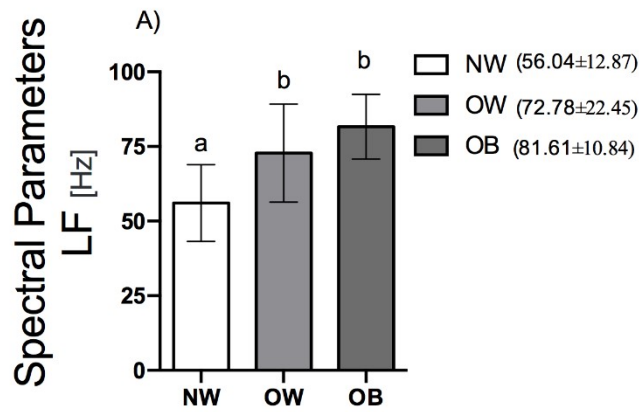 A)
Spectral Parameters
LF [Hz]
100
75
50
25
0
a
b
b
NW
OW
OB
NW (56.04±12.87)
OW (72.78±22.45)
OB (81.61±10.84)